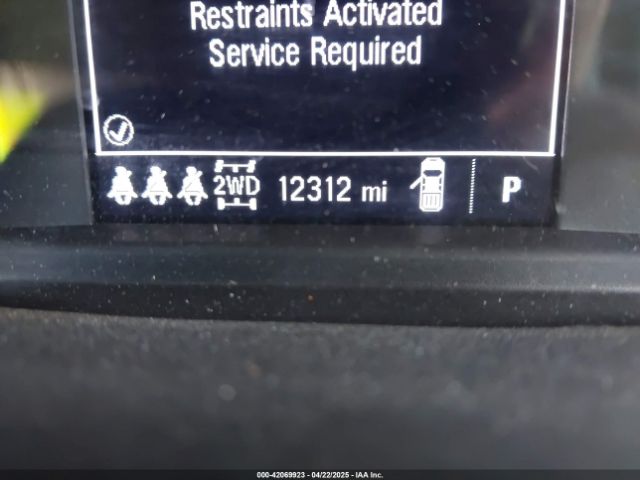 Restraints Activated
Service Required
2WD 12312 mi P
000-42069923 - 04/22/2025 - IAA Inc.